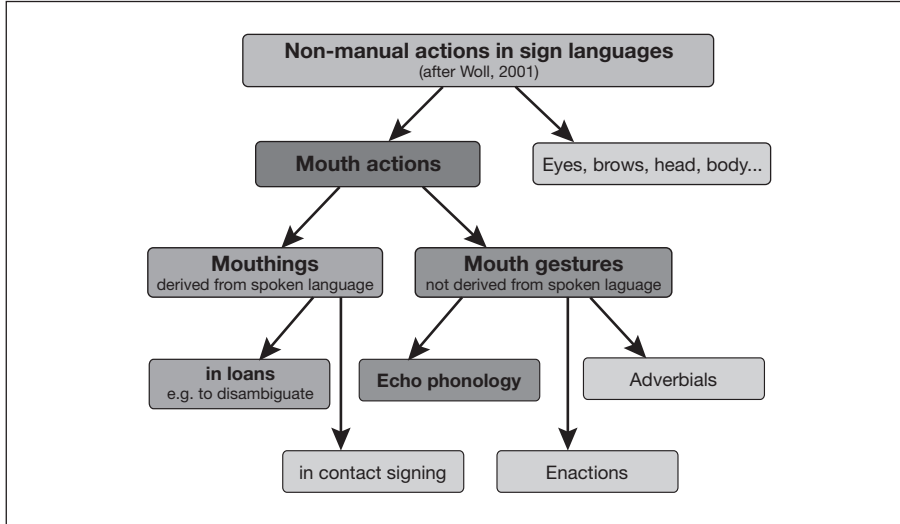 Non-manual actions in sign languages
(after Woll, 2001)
Mouth actions
Eyes, brows, head, body...
Mouthings
derived from spoken language
Mouth gestures
not derived from spoken laguage
in loans
e.g. to disambiguate
Echo phonology
Adverbials
in contact signing
Enactions